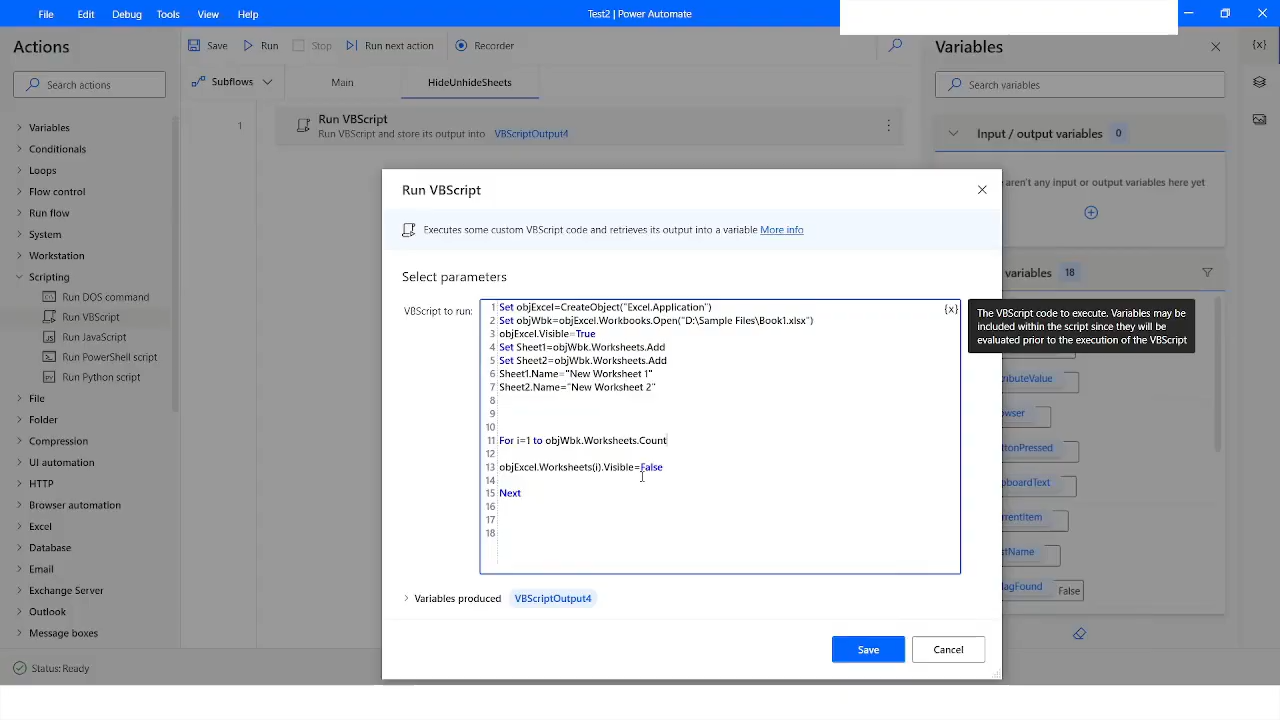 File Edit Debug Tools View Help
Test2 | Power Automate
Actions
Save Run Stop Run next action Recorder
Variables
{x}
Search actions
Subflows Main HideUnhideSheets
Search variables
Variables
Conditionals
Loops
Flow control
Run flow
System
Workstation
Scripting
Run DOS command
Run VBScript
Run JavaScript
Run PowerShell script
Run Python script
File
Folder
Compression
UI automation
HTTP
Browser automation
Excel
Database
Email
Exchange Server
Outlook
Message boxes
Status: Ready
1
Run VBScript
Run VBScript and store its output into VBScriptOutput4
Run VBScript
Executes some custom VBScript code and retrieves its output into a variable More info
Select parameters
VBScript to run:
{x}
1 Set objExcel=CreateObject("Excel.Application")
2 Set objWbk=objExcel.Workbooks.Open("D:\Sample Files\Book1.xlsx")
3 objExcel.Visible=True
4 Set Sheet1=objWbk.Worksheets.Add
5 Set Sheet2=objWbk.Worksheets.Add
6 Sheet1.Name="New Worksheet 1"
7 Sheet2.Name="New Worksheet 2"
8
9
10
11 For i=1 to objWbk.Worksheets.Count
12
13 objExcel.Worksheets(i).Visible=False
14
15 Next
16
17
18
Variables produced VBScriptOutput4
Save Cancel
Input / output variables 0
aren't any input or output variables here yet
variables 18
The VBScript code to execute. Variables may be
included within the script since they will be
evaluated prior to the execution of the VBScript
tributeValue
owser
ttonPressed
pboardText
rrentItem
stName
lagFound False